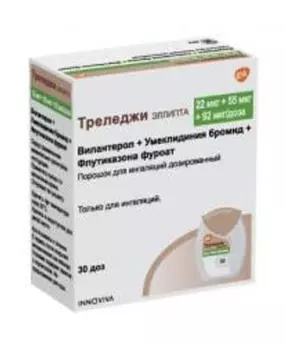 gsk
Треледжи ЭЛЛИПТА
22 мкг + 55 мкг
+ 92 мкг/доза
Вилантерол + Умеклидиния бромид +
Флутиказона фуроат
Порошок для ингаляций дозированный
Только для ингаляций.
30 доз
INNOVIVA